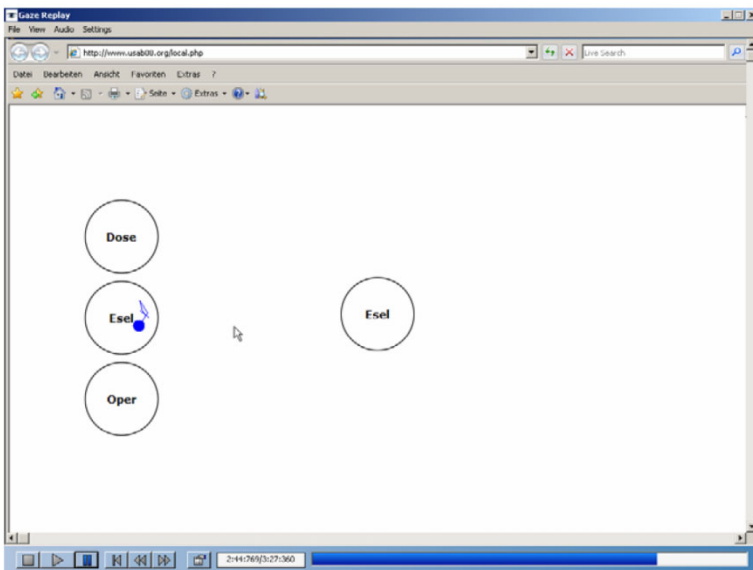 Gaze Replay
File View Audio Settings
http://www.usab00.org/local.php
Live Search
Datei Bearbeiten Ansicht Favoriten Extras ?
Seite Extras
Dose
Esel
Esel
Oper
2:44:769/3:27:360